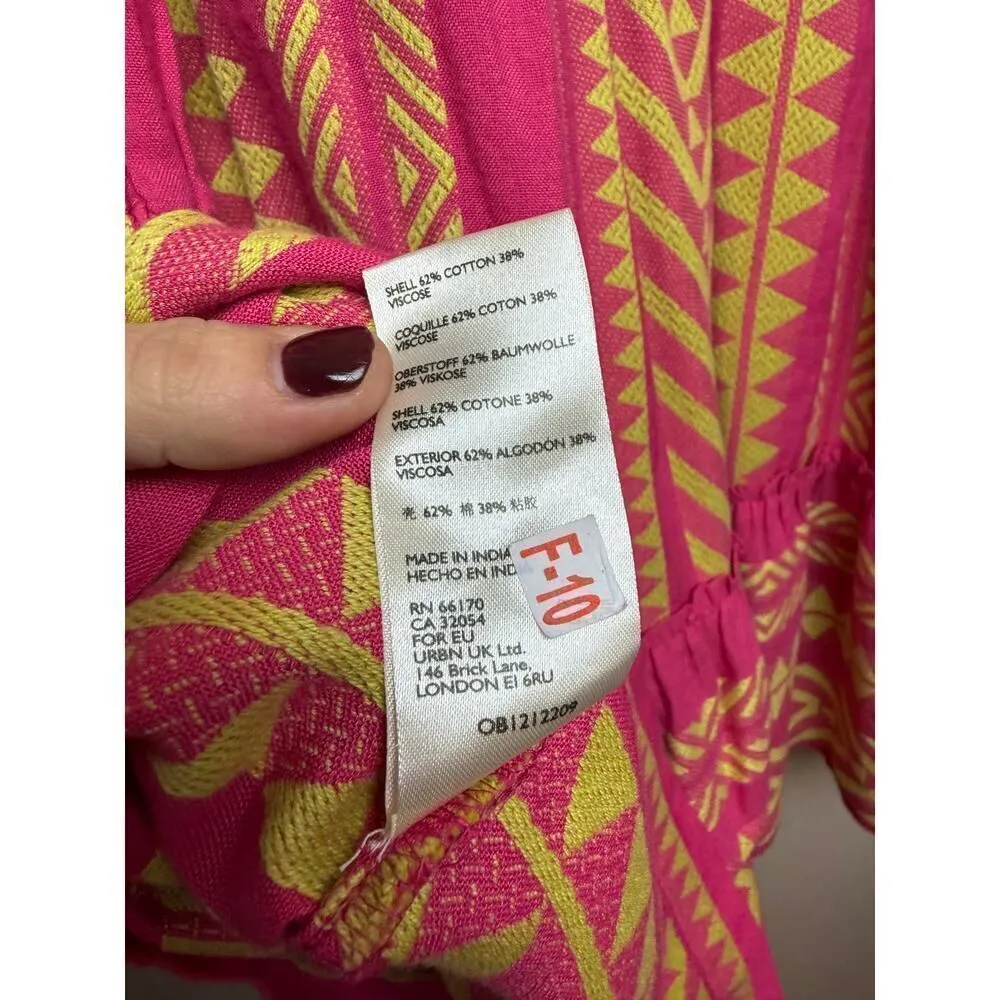 SHELL 62% COTTON 38%
VISCOSE
COQUILLE 62% COTON 38%
VISCOSE
OBERSTOFF 62% BAUMWOLLE
38% VISKOSE
SHELL 62% COTONE 38%
VISCOSA
EXTERIOR 62% ALGODÓN 38%
VISCOSA
壳 62% 棉 38% 粘胶
MADE IN INDIA
HECHO EN IND
F-10
RN 66170
CA 32054
FOR EU
URBN UK Ltd.
146 Brick Lane,
LONDON E1 6RU
OB1212209